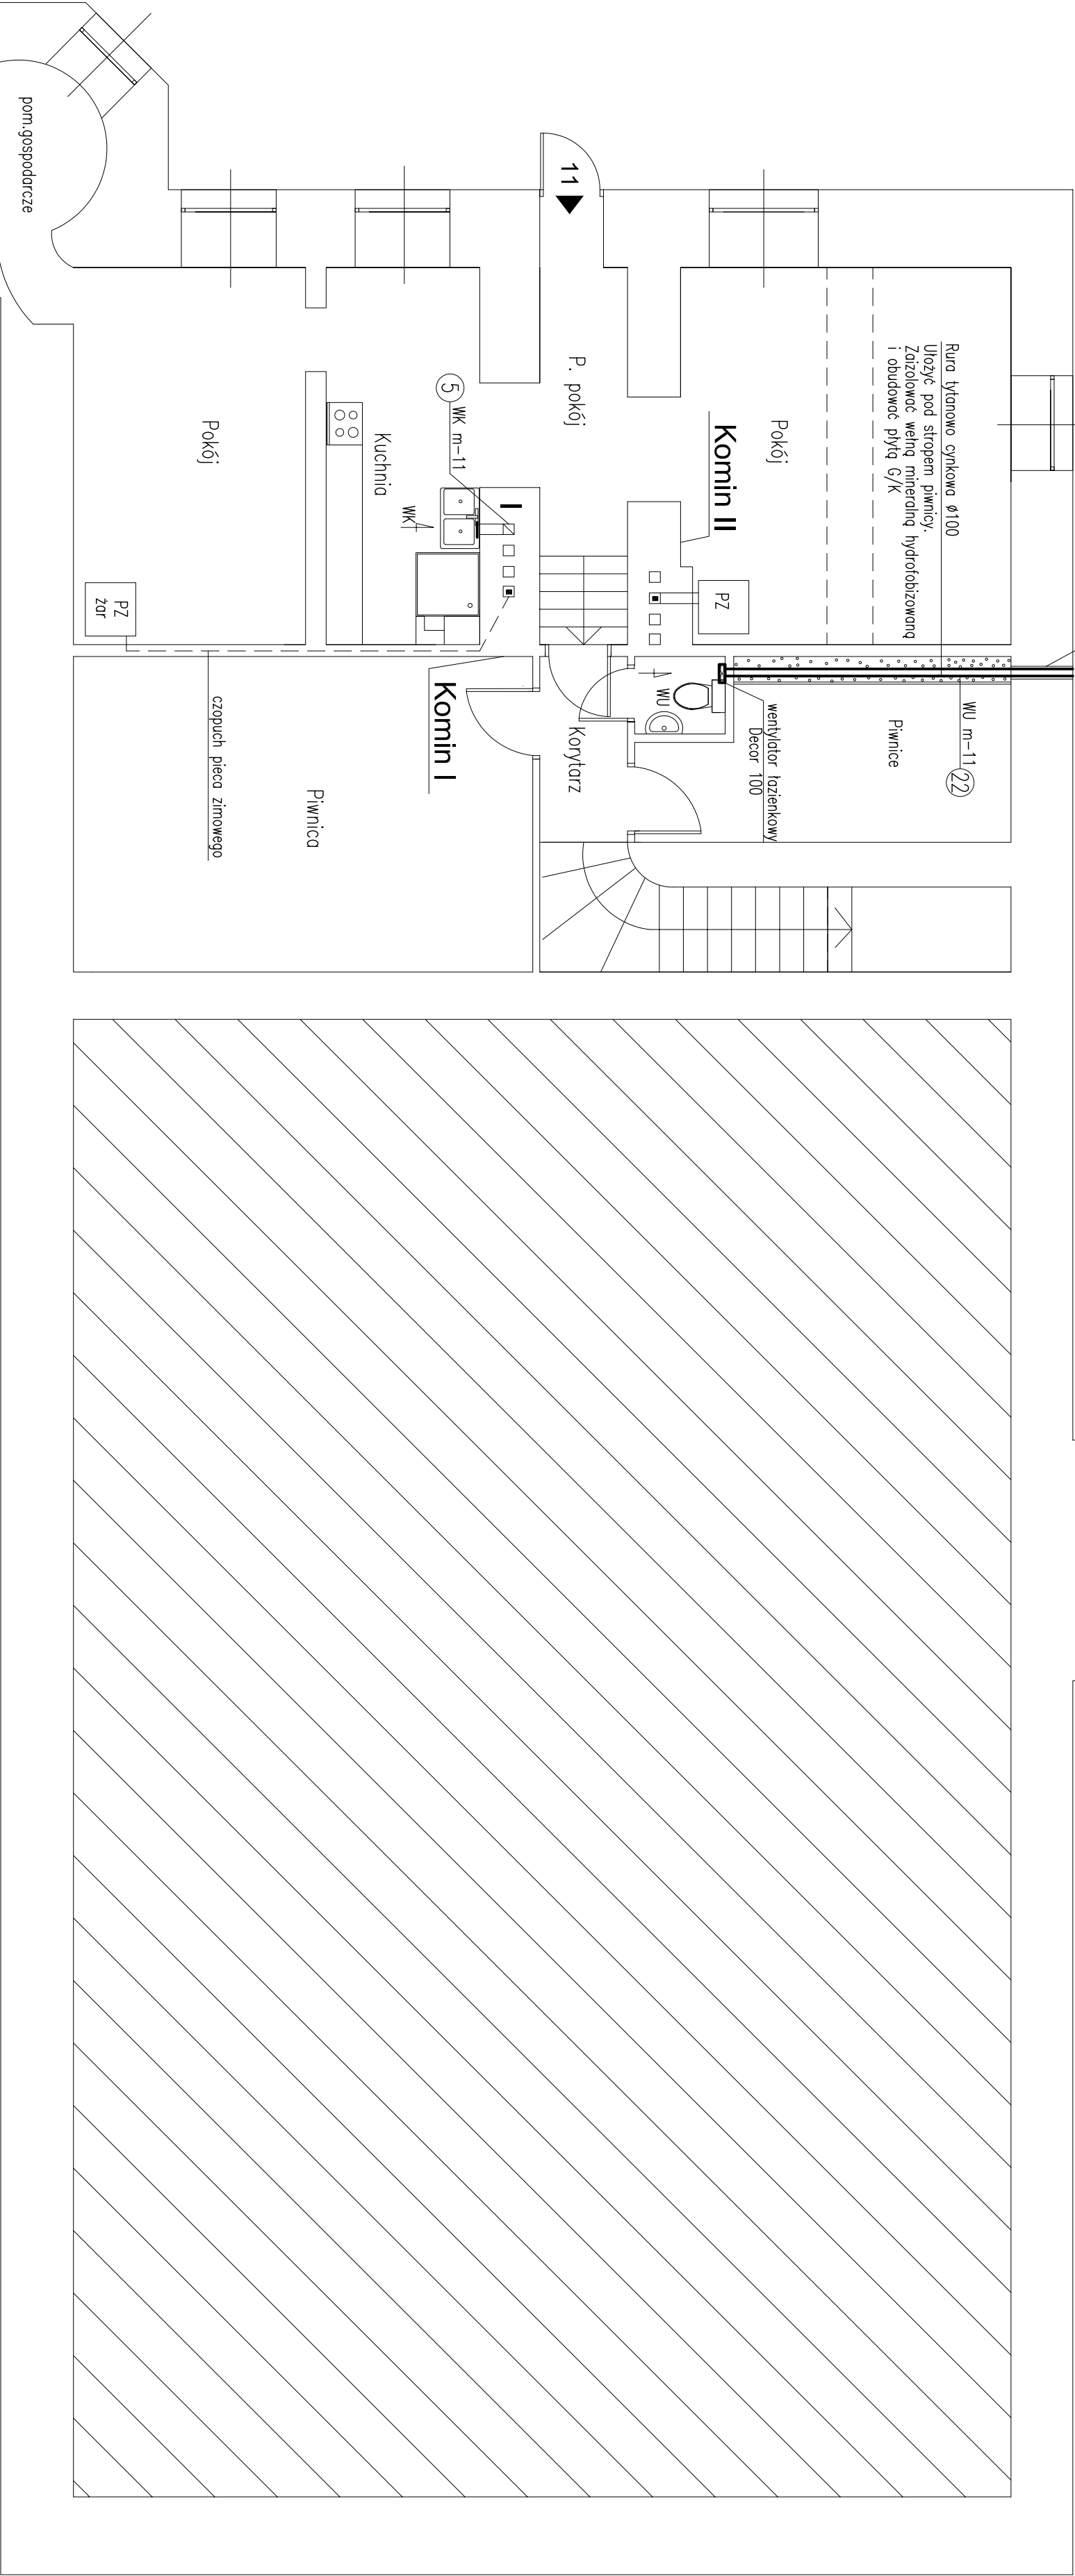 Rura tytanowo cynkowa Ø100
Ułożyć pod stropem piwnicy.
Zaizolować wełną mineralną hydrofobizowaną
i obudować płytą G/K
WU m-11
22
Piwnice
wentylator łazienkowy
Decor 100
Pokój
Komin II
PZ
WU
11
P. pokój
Korytarz
I
WK m-11
5
Kuchnia
WK
Komin I
Piwnica
Pokój
czopuch pieca zimowego
PZ
żar
pom.gospodarcze